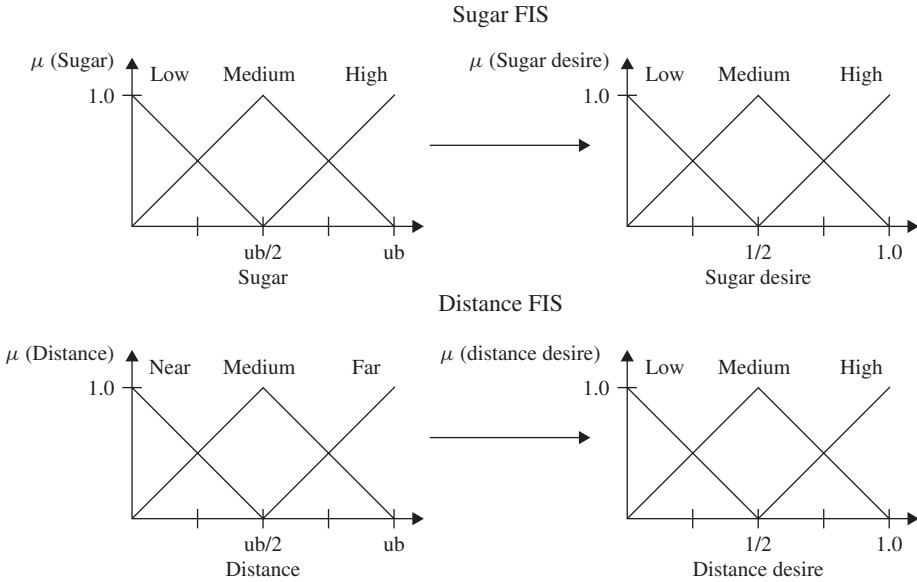 Sugar FIS
μ (Sugar) Low Medium High
1.0
ub/2 ub
Sugar
μ (Sugar desire) Low Medium High
1.0
1/2 1.0
Sugar desire
Distance FIS
μ (Distance) Near Medium Far
1.0
ub/2 ub
Distance
μ (distance desire) Low Medium High
1.0
1/2 1.0
Distance desire